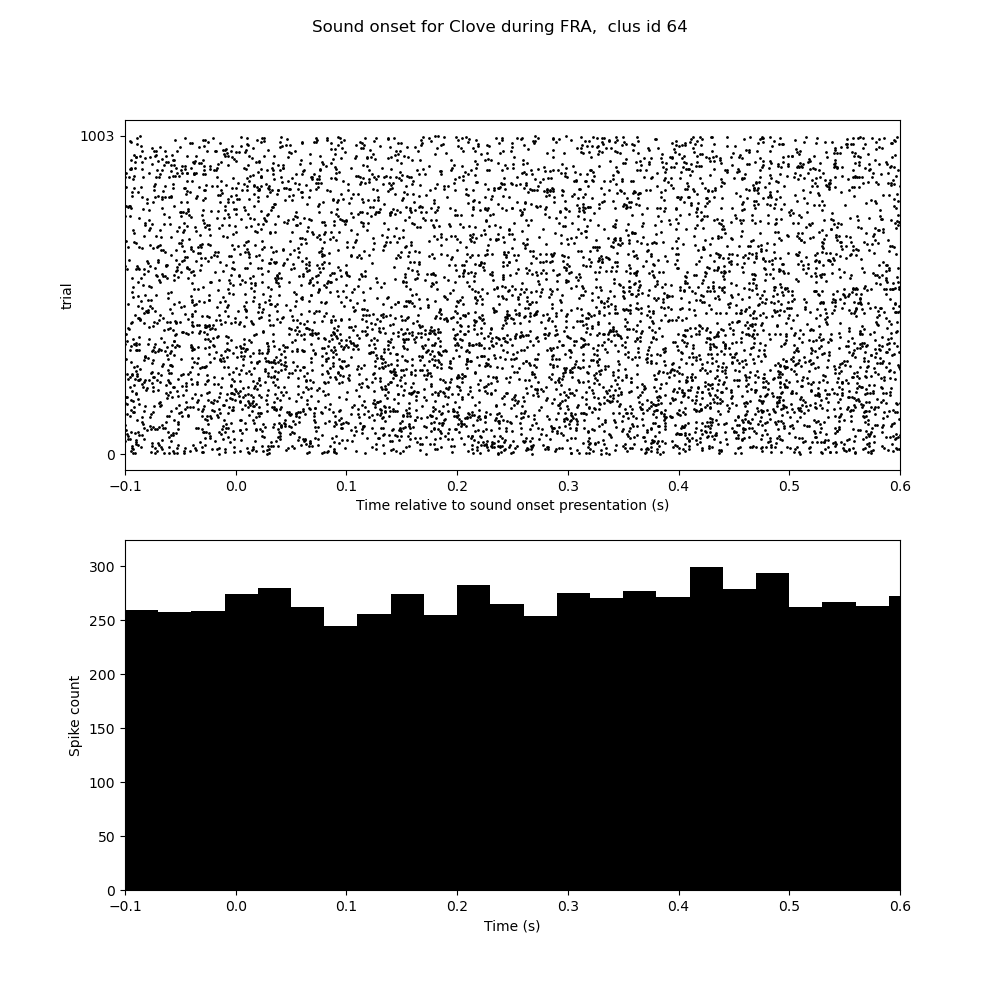 Sound onset for Clove during FRA,  clus id 64
1003
trial
0
−0.1 0.0 0.1 0.2 0.3 0.4 0.5 0.6
Time relative to sound onset presentation (s)
300
250
200
Spike count
150
100
50
0
−0.1 0.0 0.1 0.2 0.3 0.4 0.5 0.6
Time (s)